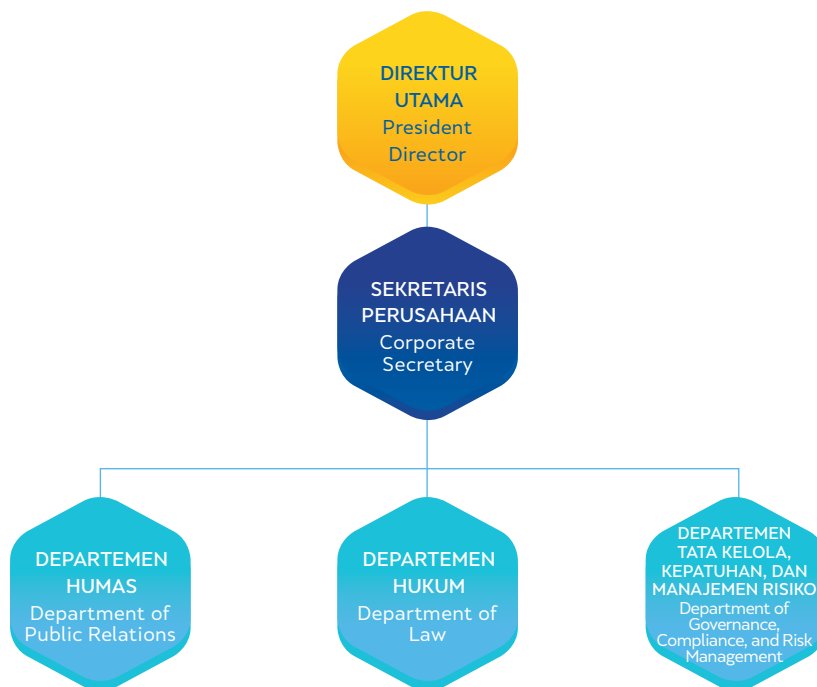 DIREKTUR
UTAMA
President
Director
SEKRETARIS
PERUSAHAAN
Corporate
Secretary
DEPARTEMEN
HUMAS
Department of
Public Relations
DEPARTEMEN
HUKUM
Department of
Law
DEPARTEMEN
TATA KELOLA,
KEPATUHAN, DAN
MANAJEMEN RISIKO
Department of
Governance,
Compliance, and Risk
Management